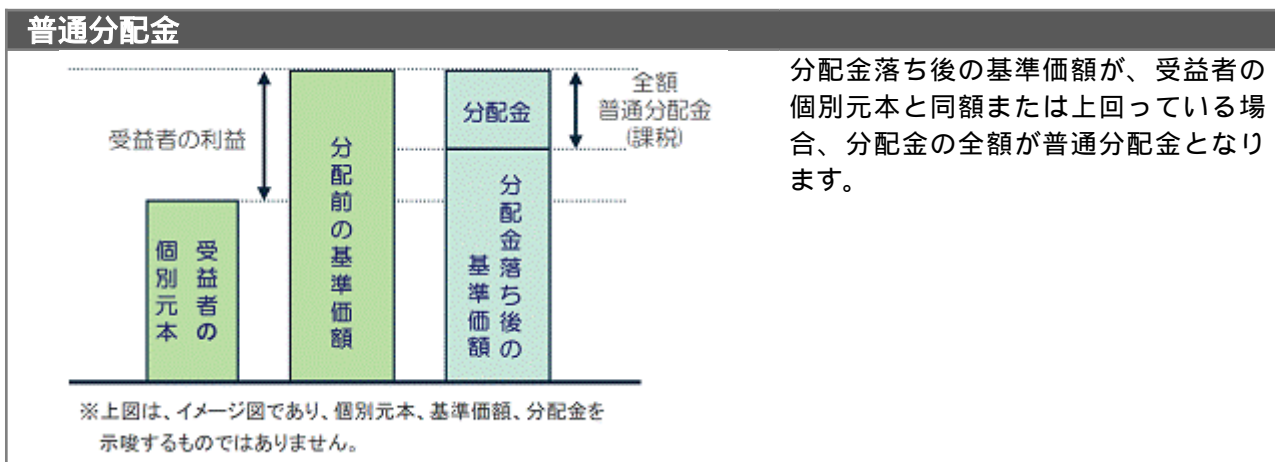 普通分配金
受益者の利益
受益者の
個別元本
分配前の基準価額
分配金
分配金落ち後の
基準価額
全額
普通分配金
(課税)
※上図は、イメージ図であり、個別元本、基準価額、分配金を
示唆するものではありません。
分配金落ち後の基準価額が、受益者の
個別元本と同額または上回っている場
合、分配金の全額が普通分配金となり
ます。